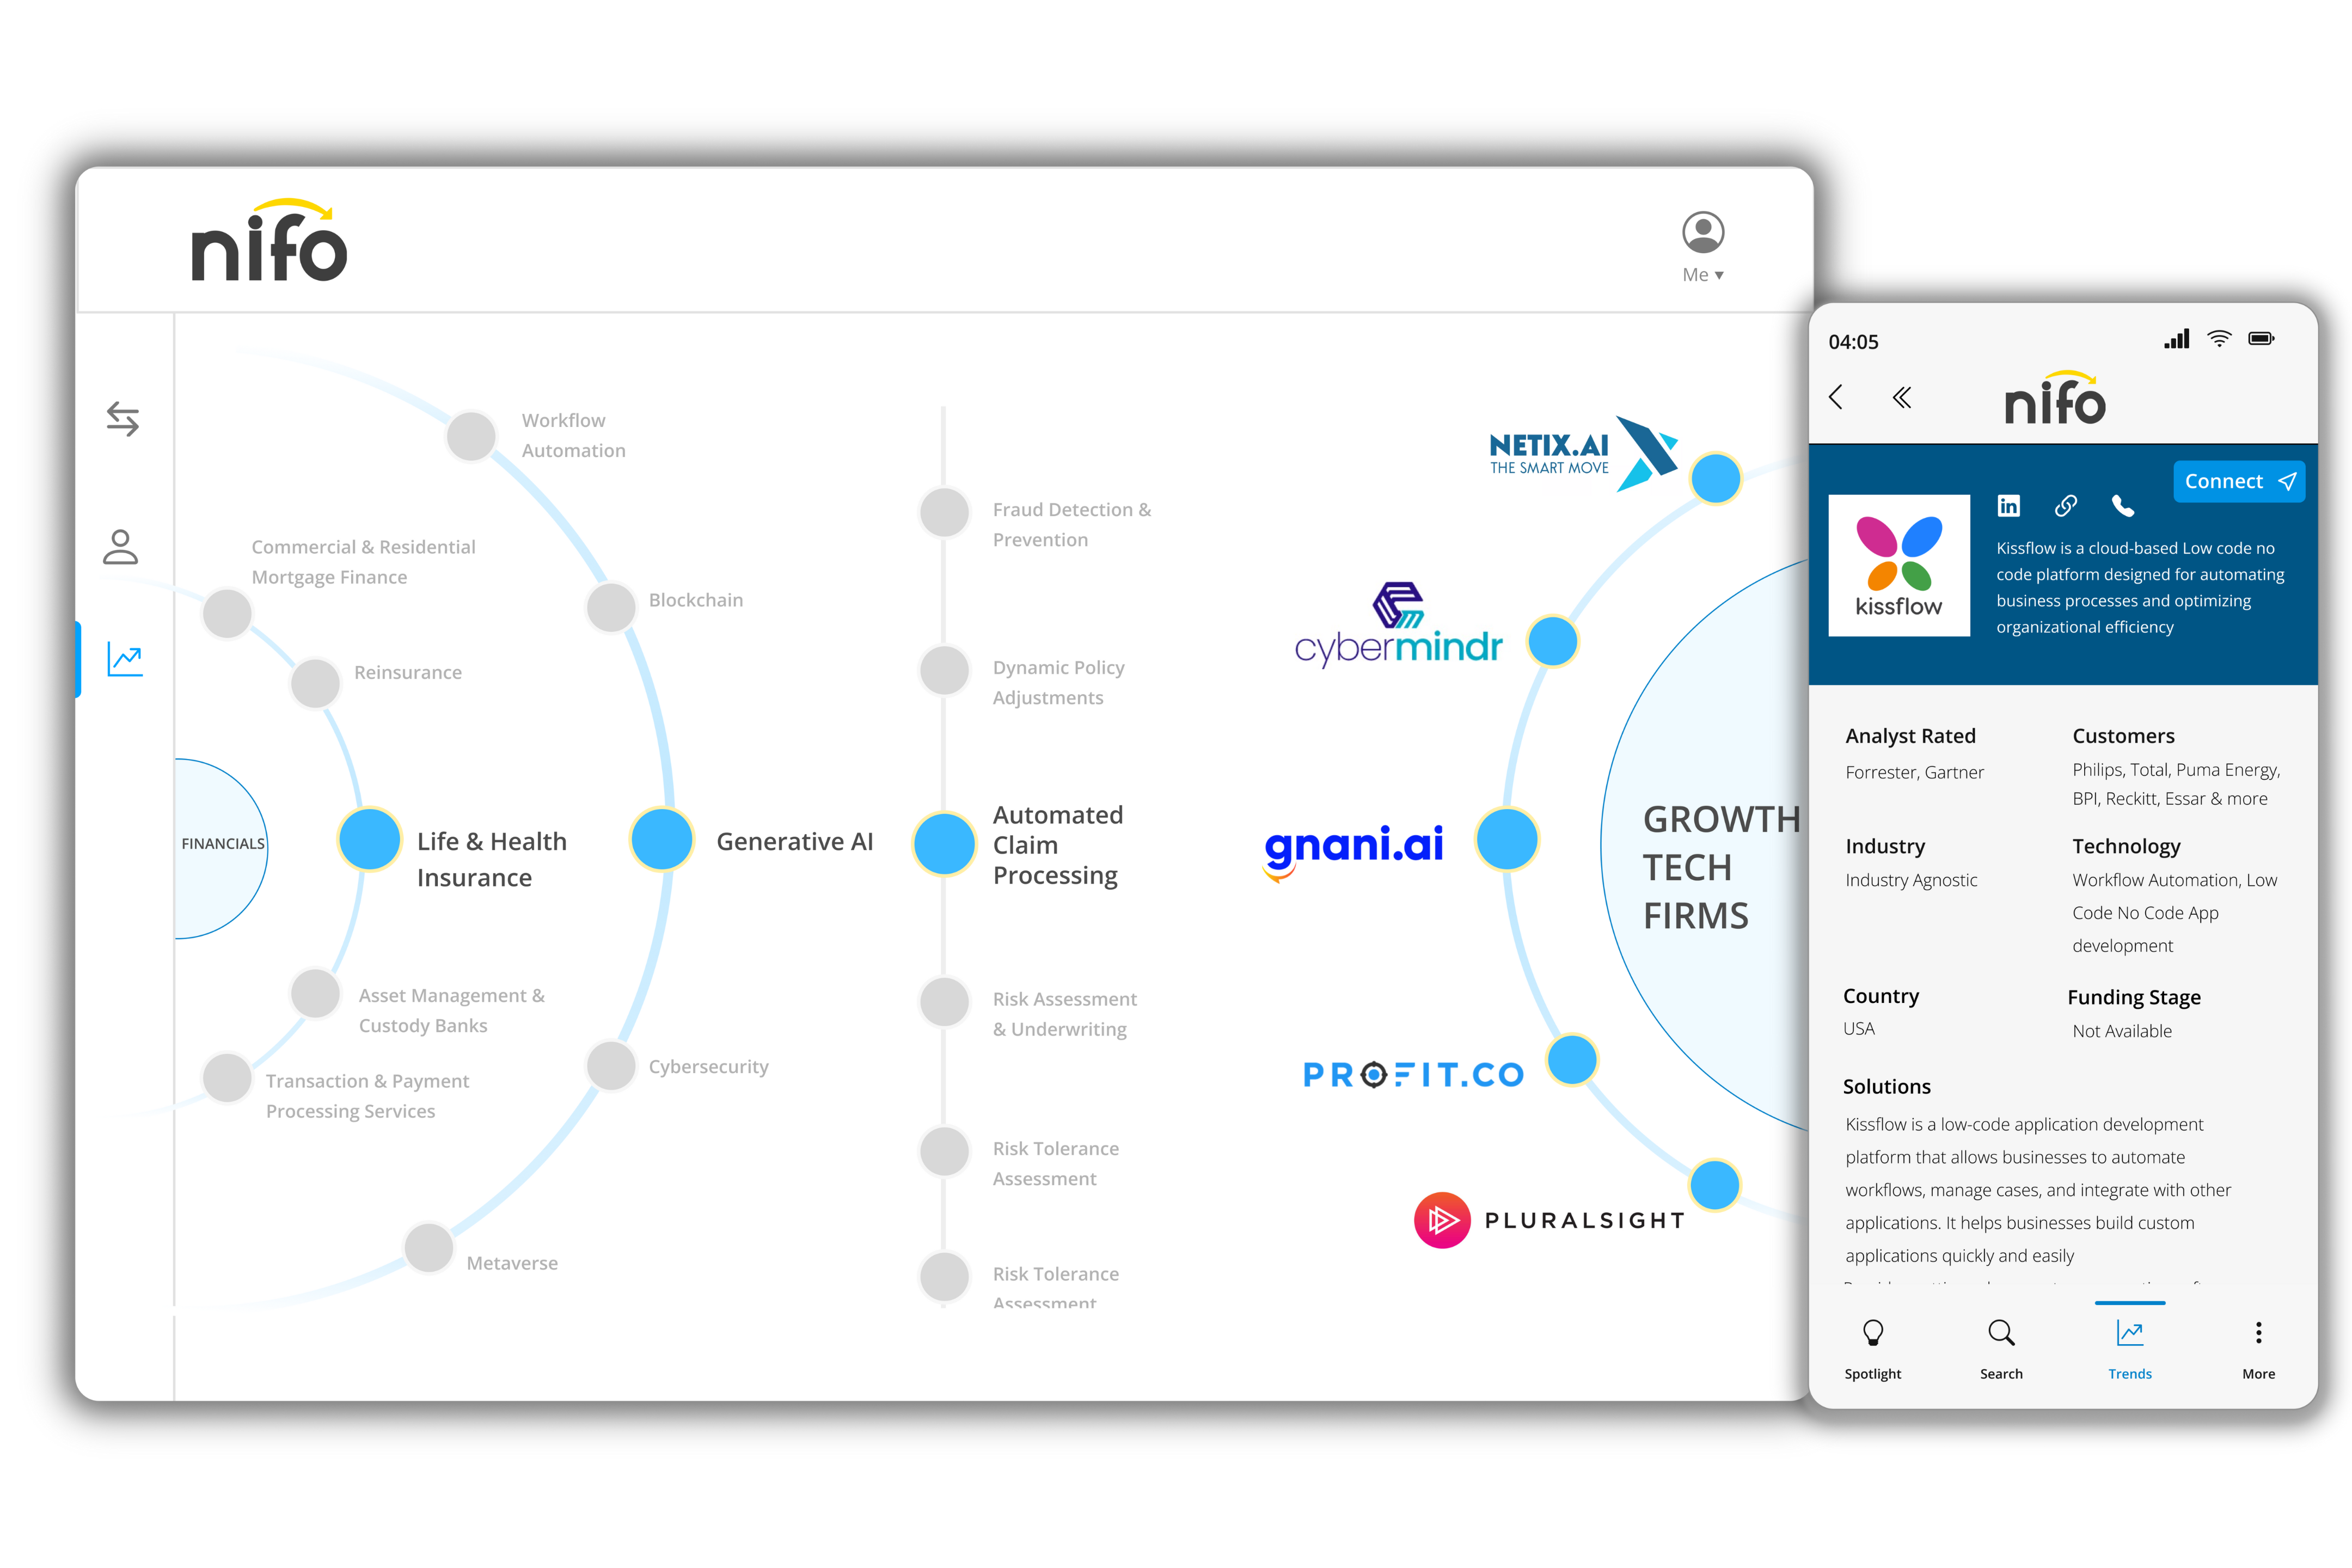 nifo
Me ▾
Workflow
Automation
Commercial & Residential
Mortgage Finance
Blockchain
Reinsurance
FINANCIALS
Life & Health
Insurance
Generative AI
Asset Management &
Custody Banks
Transaction & Payment
Processing Services
Cybersecurity
Metaverse
Fraud Detection &
Prevention
Dynamic Policy
Adjustments
Automated
Claim
Processing
Risk Assessment
& Underwriting
Risk Tolerance
Assessment
Risk Tolerance
Assessment
NETIX.AI
THE SMART MOVE
cybermindr
gnani.ai
PROFIT.CO
PLURALSIGHT
GROWTH
TECH
FIRMS
04:05
nifo
Connect
in
kissflow
Kissflow is a cloud-based Low code no
code platform designed for automating
business processes and optimizing
organizational efficiency
Analyst Rated
Forrester, Gartner
Customers
Philips, Total, Puma Energy,
BPI, Reckitt, Essar & more
Industry
Industry Agnostic
Technology
Workflow Automation, Low
Code No Code App
development
Country
USA
Funding Stage
Not Available
Solutions
Kissflow is a low-code application development
platform that allows businesses to automate
workflows, manage cases, and integrate with other
applications. It helps businesses build custom
applications quickly and easily
Spotlight
Search
Trends
More